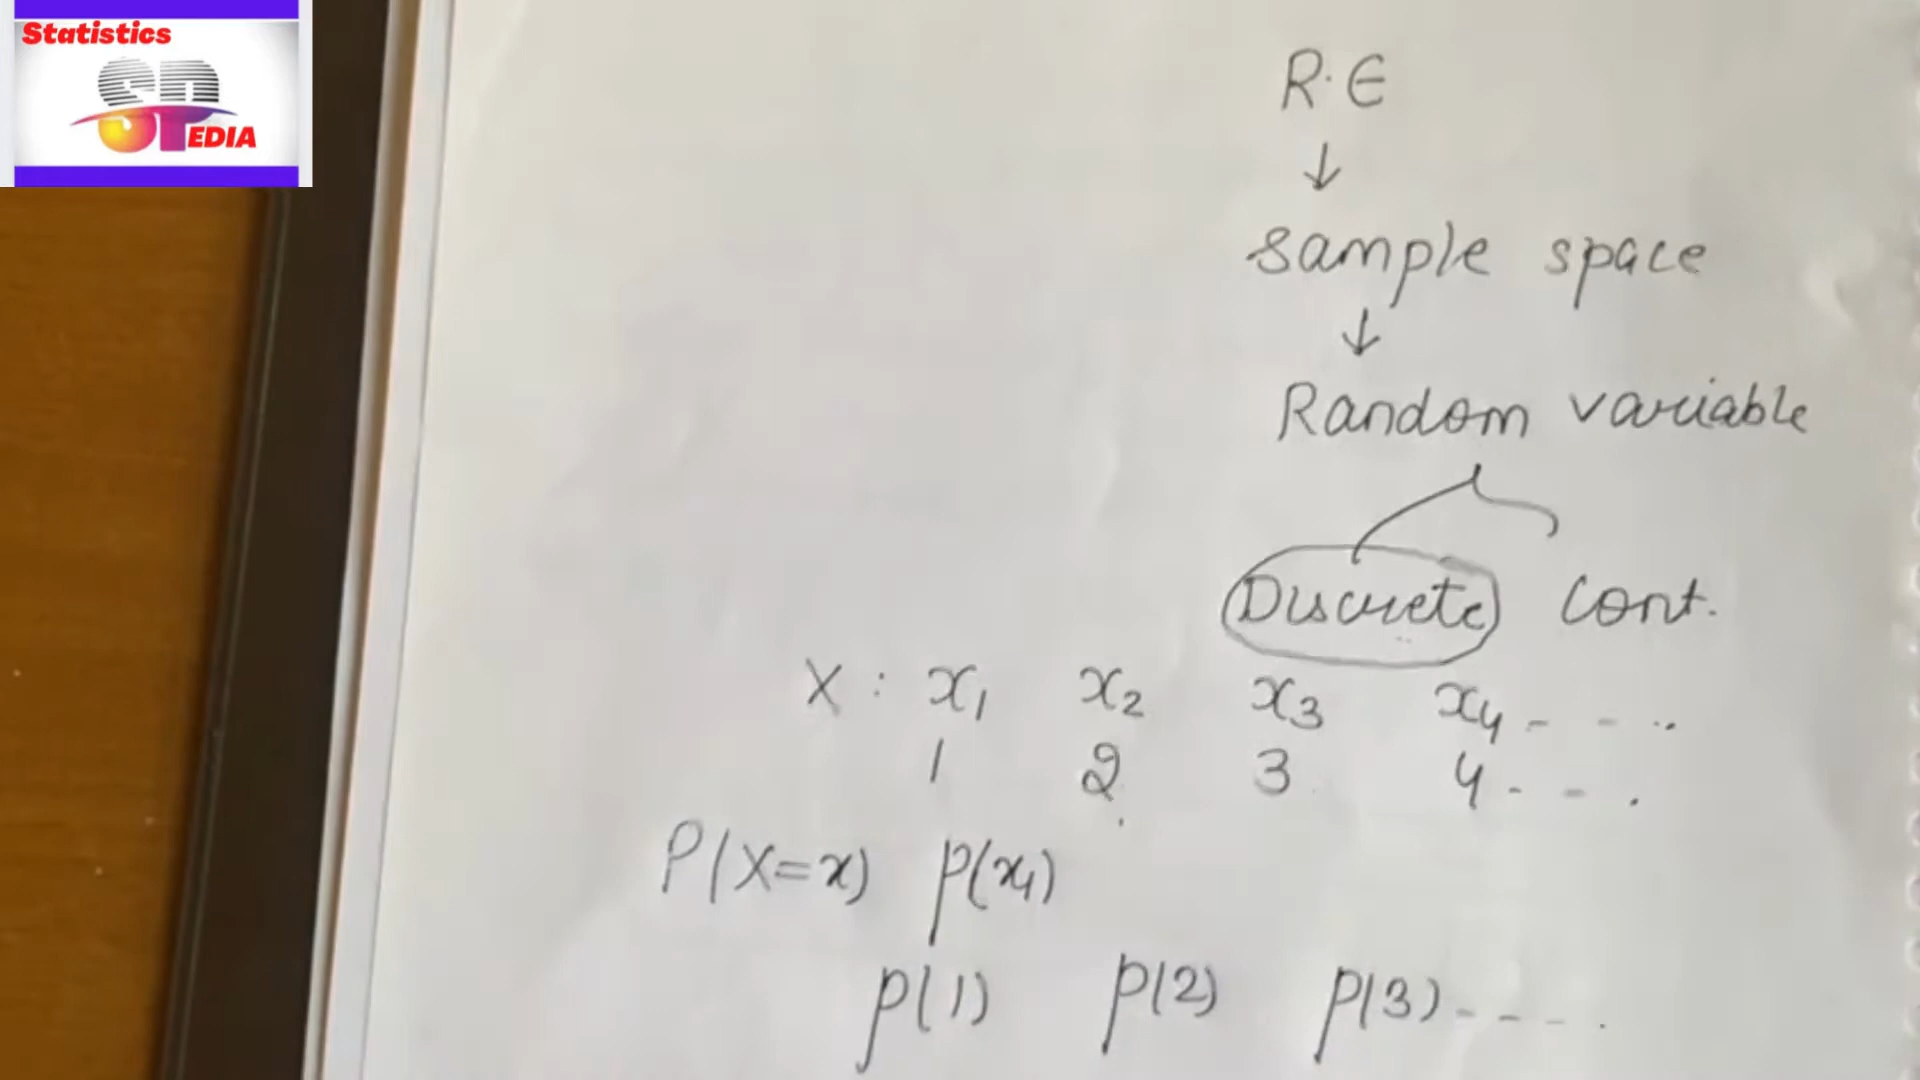 Statistics
SP EDIA
R.E
↓
Sample space
↓
Random variable
Discrete Cont.
X : x₁ x₂ x₃ x₄ - - ..
1 2 3 4 - - .
P(X=x) p(x₁)
p(1) p(2) p(3) - - - .